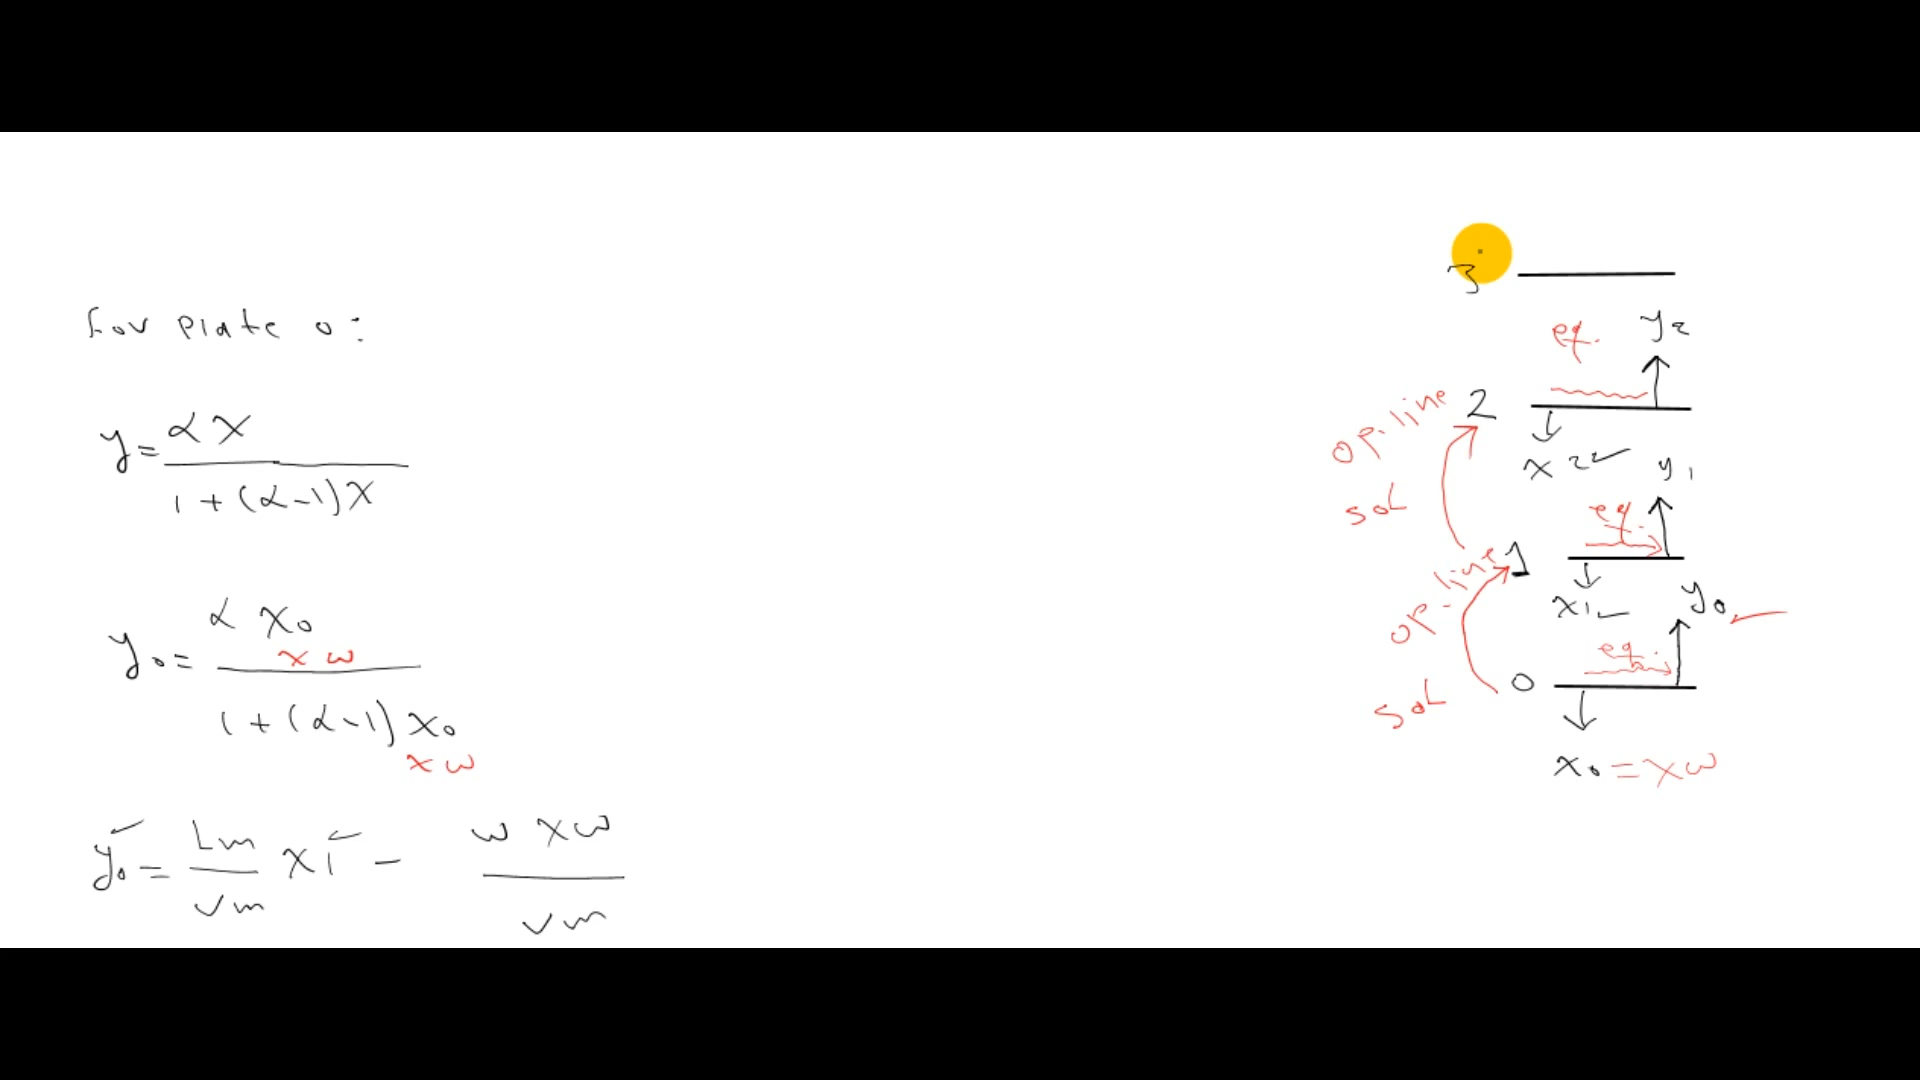 For plate 0:
y = αx / 1+(α-1)x
y0 = αx0 / 1+(α-1)x0
xw
xw
y0 = Lm/Vm x1 - w xw / Vm
3
eq. y2
2
op. line
SOL
x2
y1
eq.
1
op. line
SOL
x1
y0
eq.
0
x0 = xw